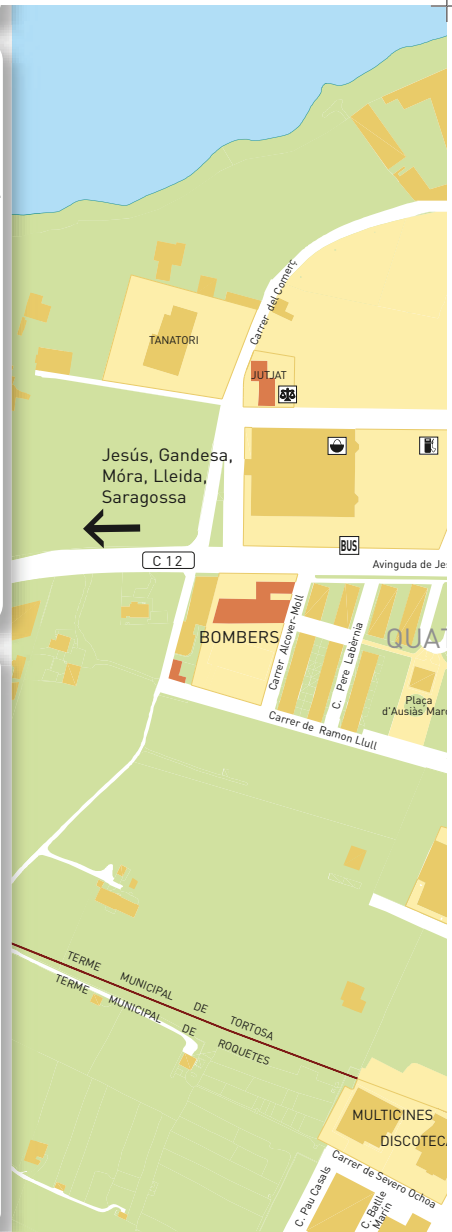 Carrer del Comerç
TANATORI
JUTJAT
Jesús, Gandesa,
Móra, Lleida,
Saragossa
BUS
C 12
Avinguda de Jes
BOMBERS
Carrer Alcover-Moll
C. Pere Labèrnia
QUAT
Plaça
d'Ausiàs Marc
Carrer de Ramon Llull
TERME MUNICIPAL DE TORTOSA
TERME MUNICIPAL DE ROQUETES
MULTICINES
DISCOTECA
Carrer de Severo Ochoa
C. Pau Casals
C. Batlle
Marin